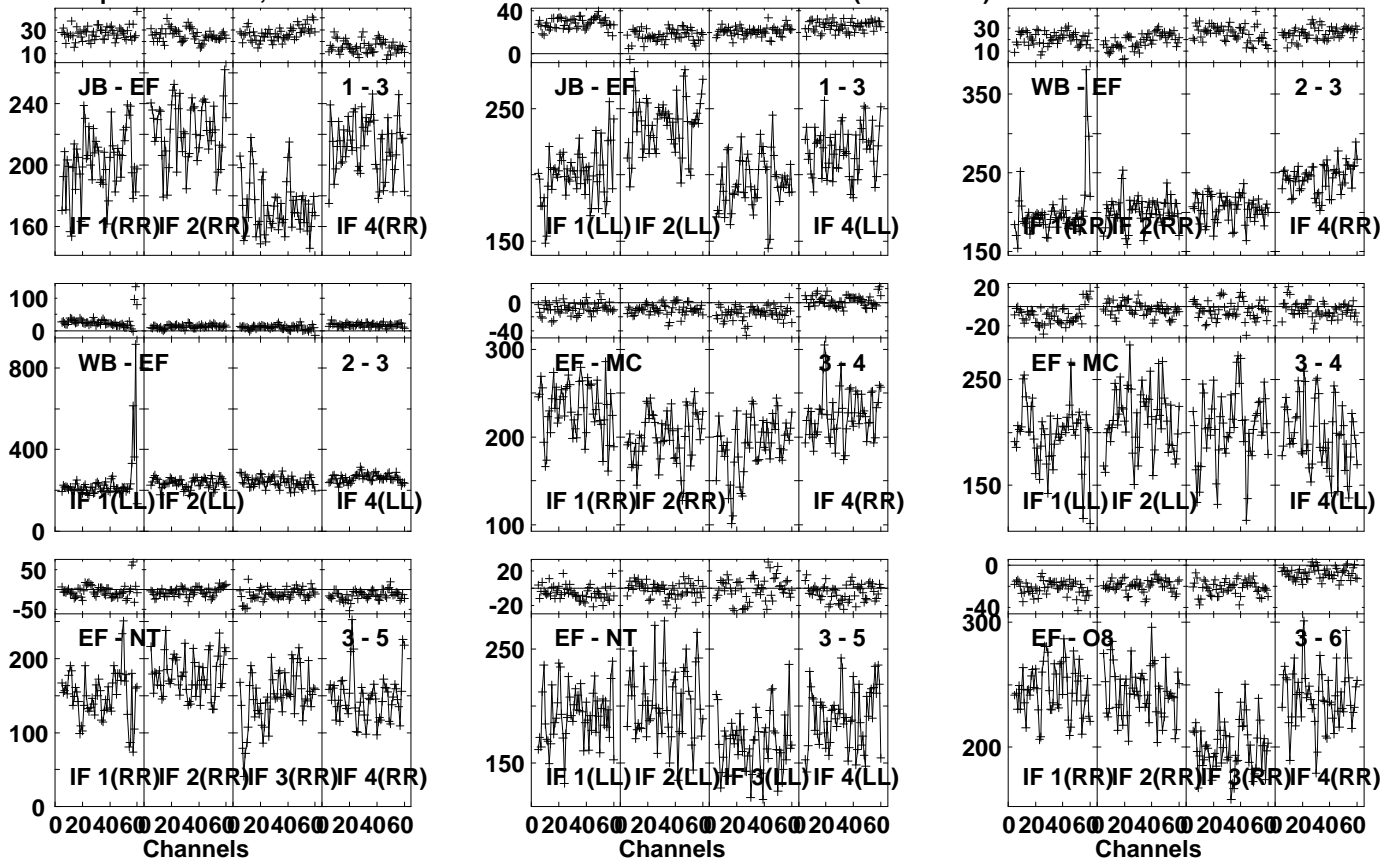 30
10
240
200
160
JB - EF 1 - 3
IF 1(RR) IF 2(RR) IF 4(RR)
40
0
250
150
JB - EF 1 - 3
IF 1(LL) IF 2(LL) IF 4(LL)
30
10
350
250
150
WB - EF 2 - 3
IF 1(RR) IF 2(RR) IF 4(RR)
100
0
800
400
0
WB - EF 2 - 3
IF 1(LL) IF 2(LL) IF 4(LL)
0
-40
300
200
100
EF - MC 3 - 4
IF 1(RR) IF 2(RR) IF 4(RR)
20
-20
250
150
EF - MC 3 - 4
IF 1(LL) IF 2(LL) IF 4(LL)
50
-50
200
100
0
EF - NT 3 - 5
IF 1(RR) IF 2(RR) IF 3(RR) IF 4(RR)
0 20 40 60 0 20 40 60 0 20 40 60 0 20 40 60
Channels
20
-20
250
150
EF - NT 3 - 5
IF 1(LL) IF 2(LL) IF 3(LL) IF 4(LL)
0 20 40 60 0 20 40 60 0 20 40 60 0 20 40 60
Channels
0
-40
300
200
EF - O8 3 - 6
IF 1(RR) IF 2(RR) IF 3(RR) IF 4(RR)
0 20 40 60 0 20 40 60 0 20 40 60 0 20 40 60
Channels